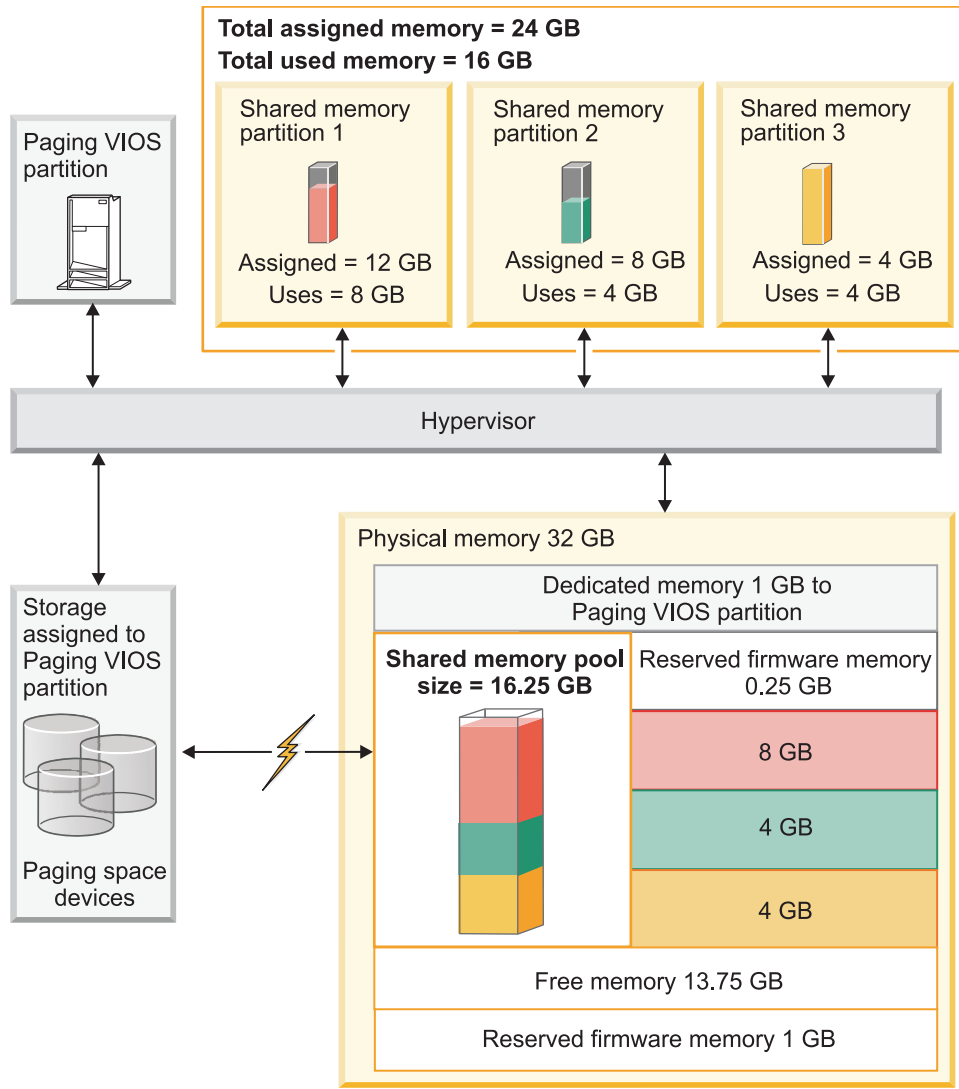 Total assigned memory = 24 GB
Total used memory = 16 GB
Paging VIOS
partition
Shared memory
partition 1
Assigned = 12 GB
Uses = 8 GB
Shared memory
partition 2
Assigned = 8 GB
Uses = 4 GB
Shared memory
partition 3
Assigned = 4 GB
Uses = 4 GB
Hypervisor
Storage
assigned to
Paging VIOS
partition
Paging space
devices
Physical memory 32 GB
Dedicated memory 1 GB to
Paging VIOS partition
Shared memory pool
size = 16.25 GB
Reserved firmware memory
0.25 GB
8 GB
4 GB
4 GB
Free memory 13.75 GB
Reserved firmware memory 1 GB